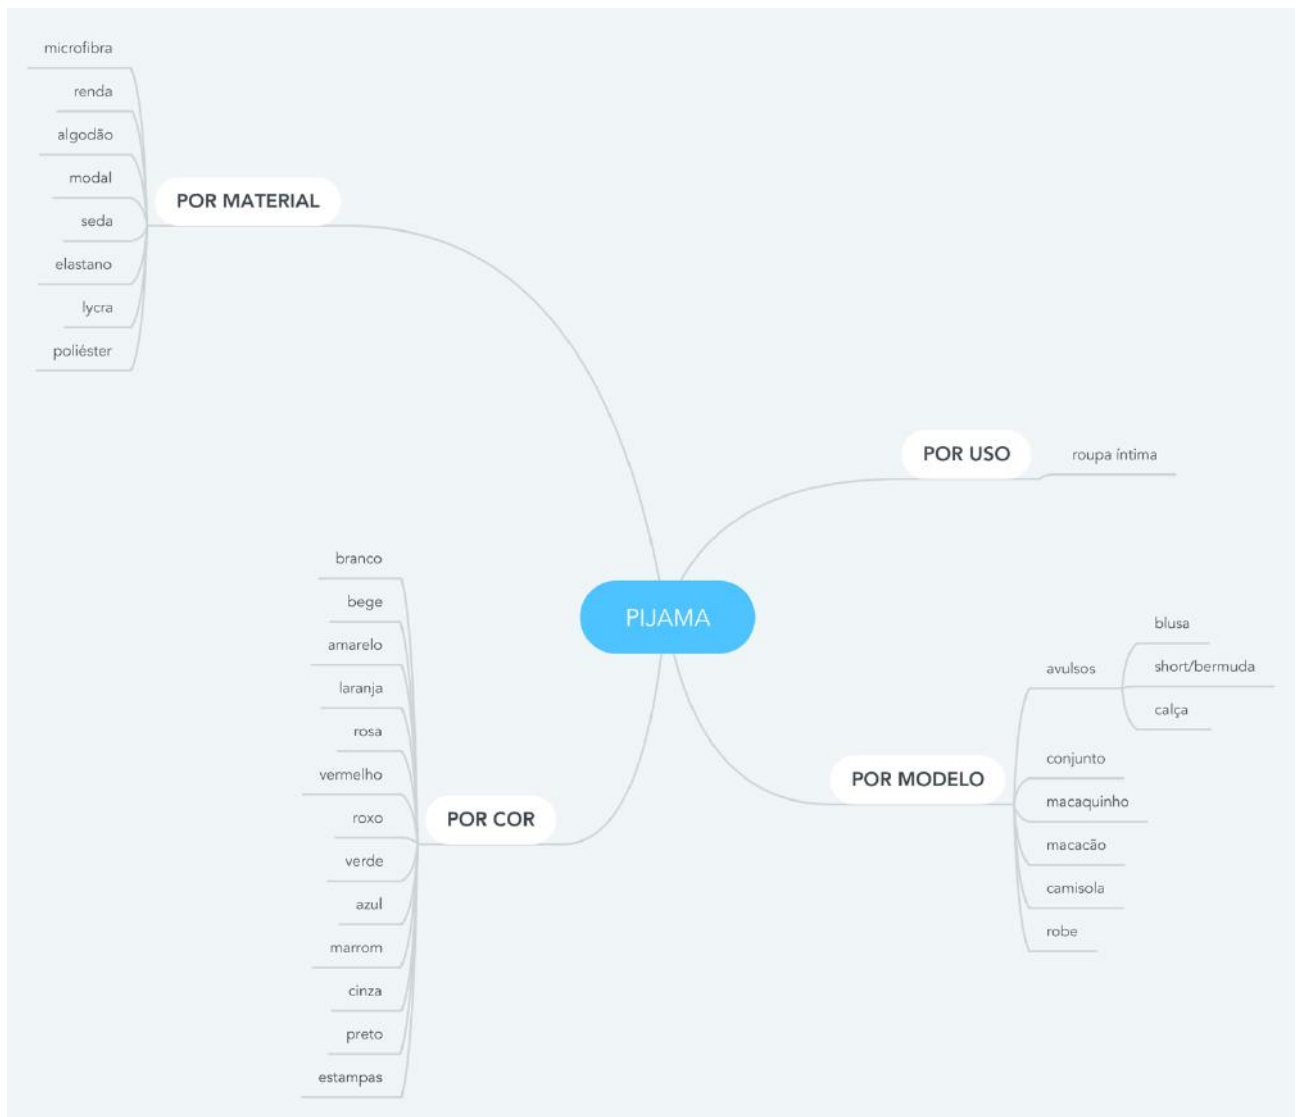 microfibra
renda
algodão
modal
seda
elastano
lycra
poliéster
POR MATERIAL
POR USO
roupa íntima
PIJAMA
branco
bege
amarelo
laranja
rosa
vermelho
roxo
verde
azul
marrom
cinza
preto
estampas
POR COR
POR MODELO
avulsos
blusa
short/bermuda
calça
conjunto
macaquinho
macacão
camisola
robe